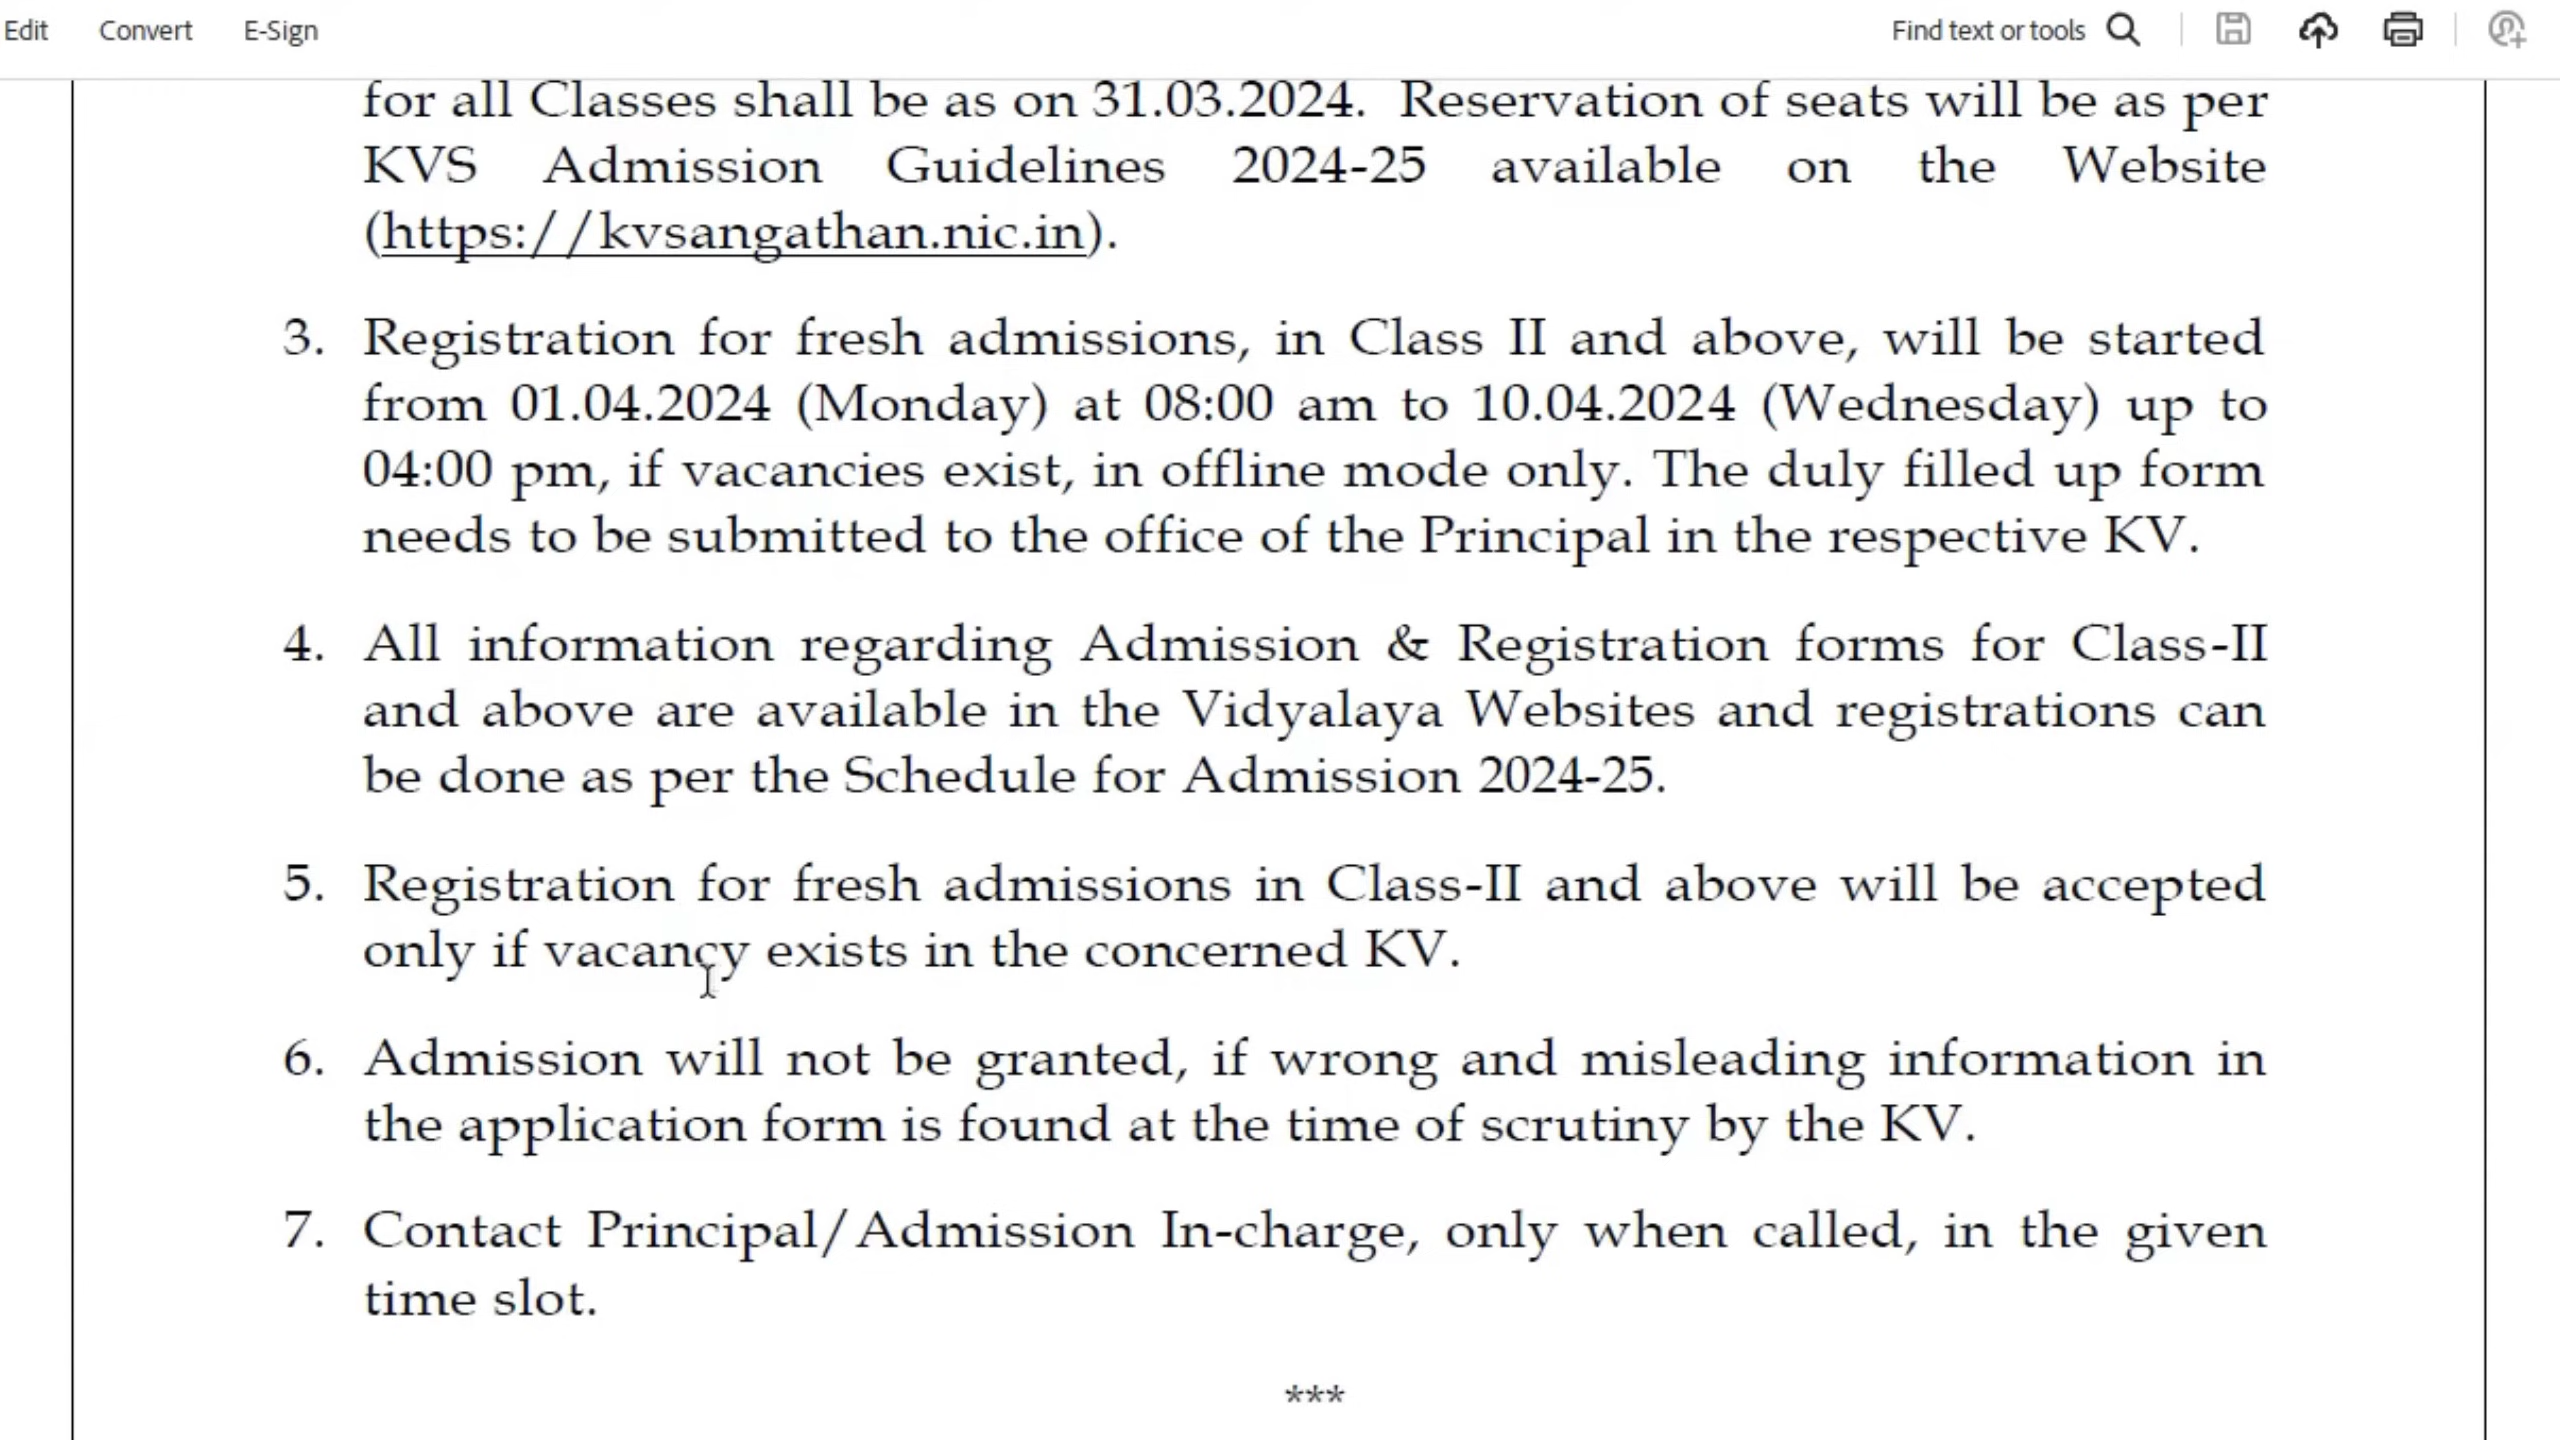 Edit Convert E-Sign Find text or tools
for all Classes shall be as on 31.03.2024. Reservation of seats will be as per
KVS Admission Guidelines 2024-25 available on the Website
(https://kvsangathan.nic.in).
3. Registration for fresh admissions, in Class II and above, will be started
from 01.04.2024 (Monday) at 08:00 am to 10.04.2024 (Wednesday) up to
04:00 pm, if vacancies exist, in offline mode only. The duly filled up form
needs to be submitted to the office of the Principal in the respective KV.
4. All information regarding Admission & Registration forms for Class-II
and above are available in the Vidyalaya Websites and registrations can
be done as per the Schedule for Admission 2024-25.
5. Registration for fresh admissions in Class-II and above will be accepted
only if vacancy exists in the concerned KV.
6. Admission will not be granted, if wrong and misleading information in
the application form is found at the time of scrutiny by the KV.
7. Contact Principal/Admission In-charge, only when called, in the given
time slot.
***